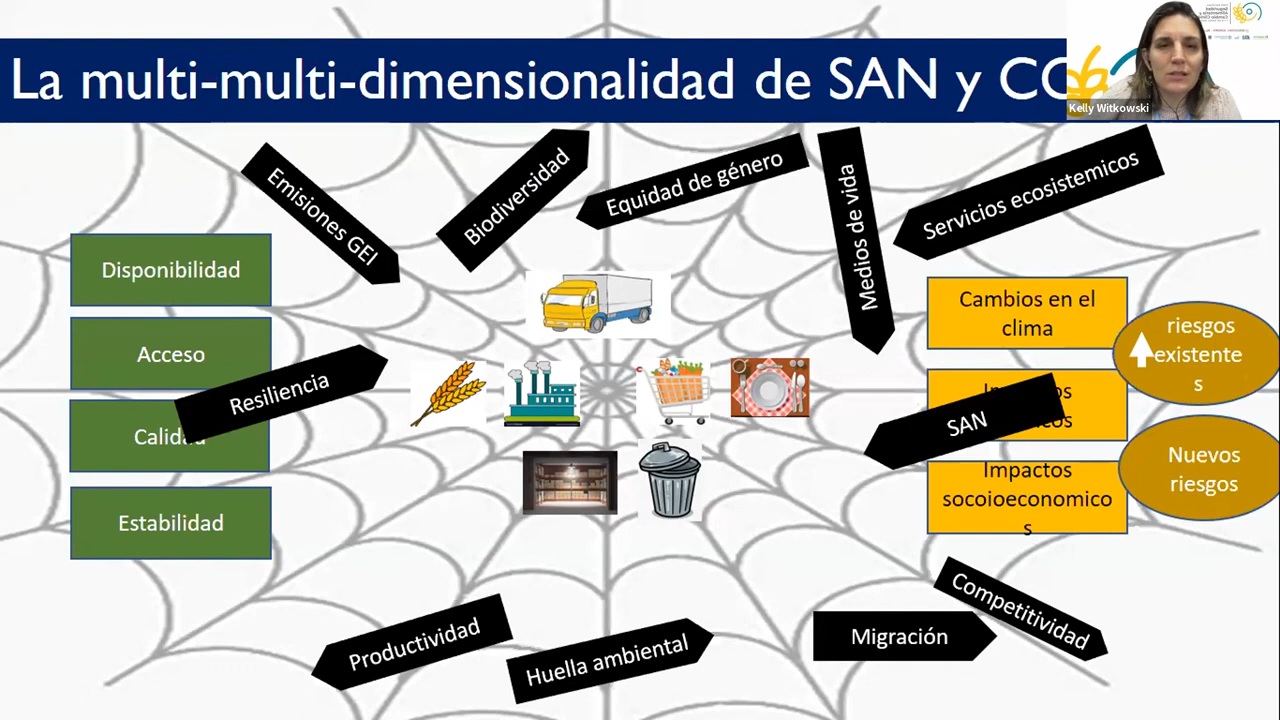 La multi-multi-dimensionalidad de SAN y CC
Kelly Witkowski
Emisiones GEI
Biodiversidad
Equidad de género
Medios de vida
Servicios ecosistemicos
Disponibilidad
Acceso
Calidad
Estabilidad
Resiliencia
Cambios en el
clima
SAN
Impactos
socoioeconomico
s
riesgos
existente
s
Nuevos
riesgos
Productividad
Huella ambiental
Migración
Competitividad